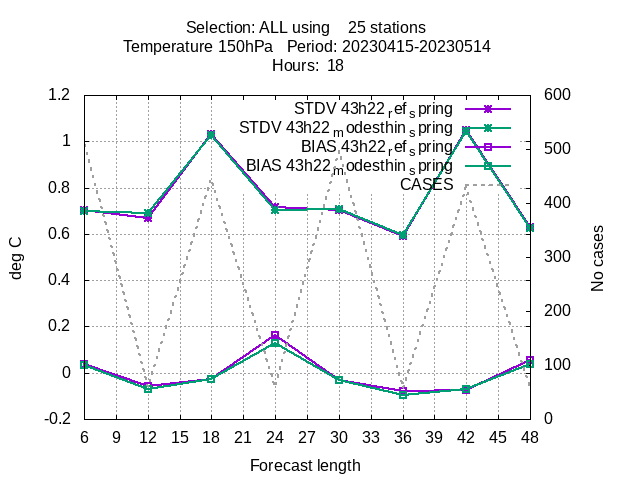 Selection: ALL using    25 stations
Temperature 150hPa   Period: 20230415-20230514
Hours: 18
STDV 43h22_ref_spring
STDV 43h22_modesthin_spring
BIAS 43h22_ref_spring
BIAS 43h22_modesthin_spring
CASES
1.2
1
0.8
0.6
0.4
0.2
0
-0.2
deg C
600
500
400
300
200
100
0
No cases
6 9 12 15 18 21 24 27 30 33 36 39 42 45 48
Forecast length